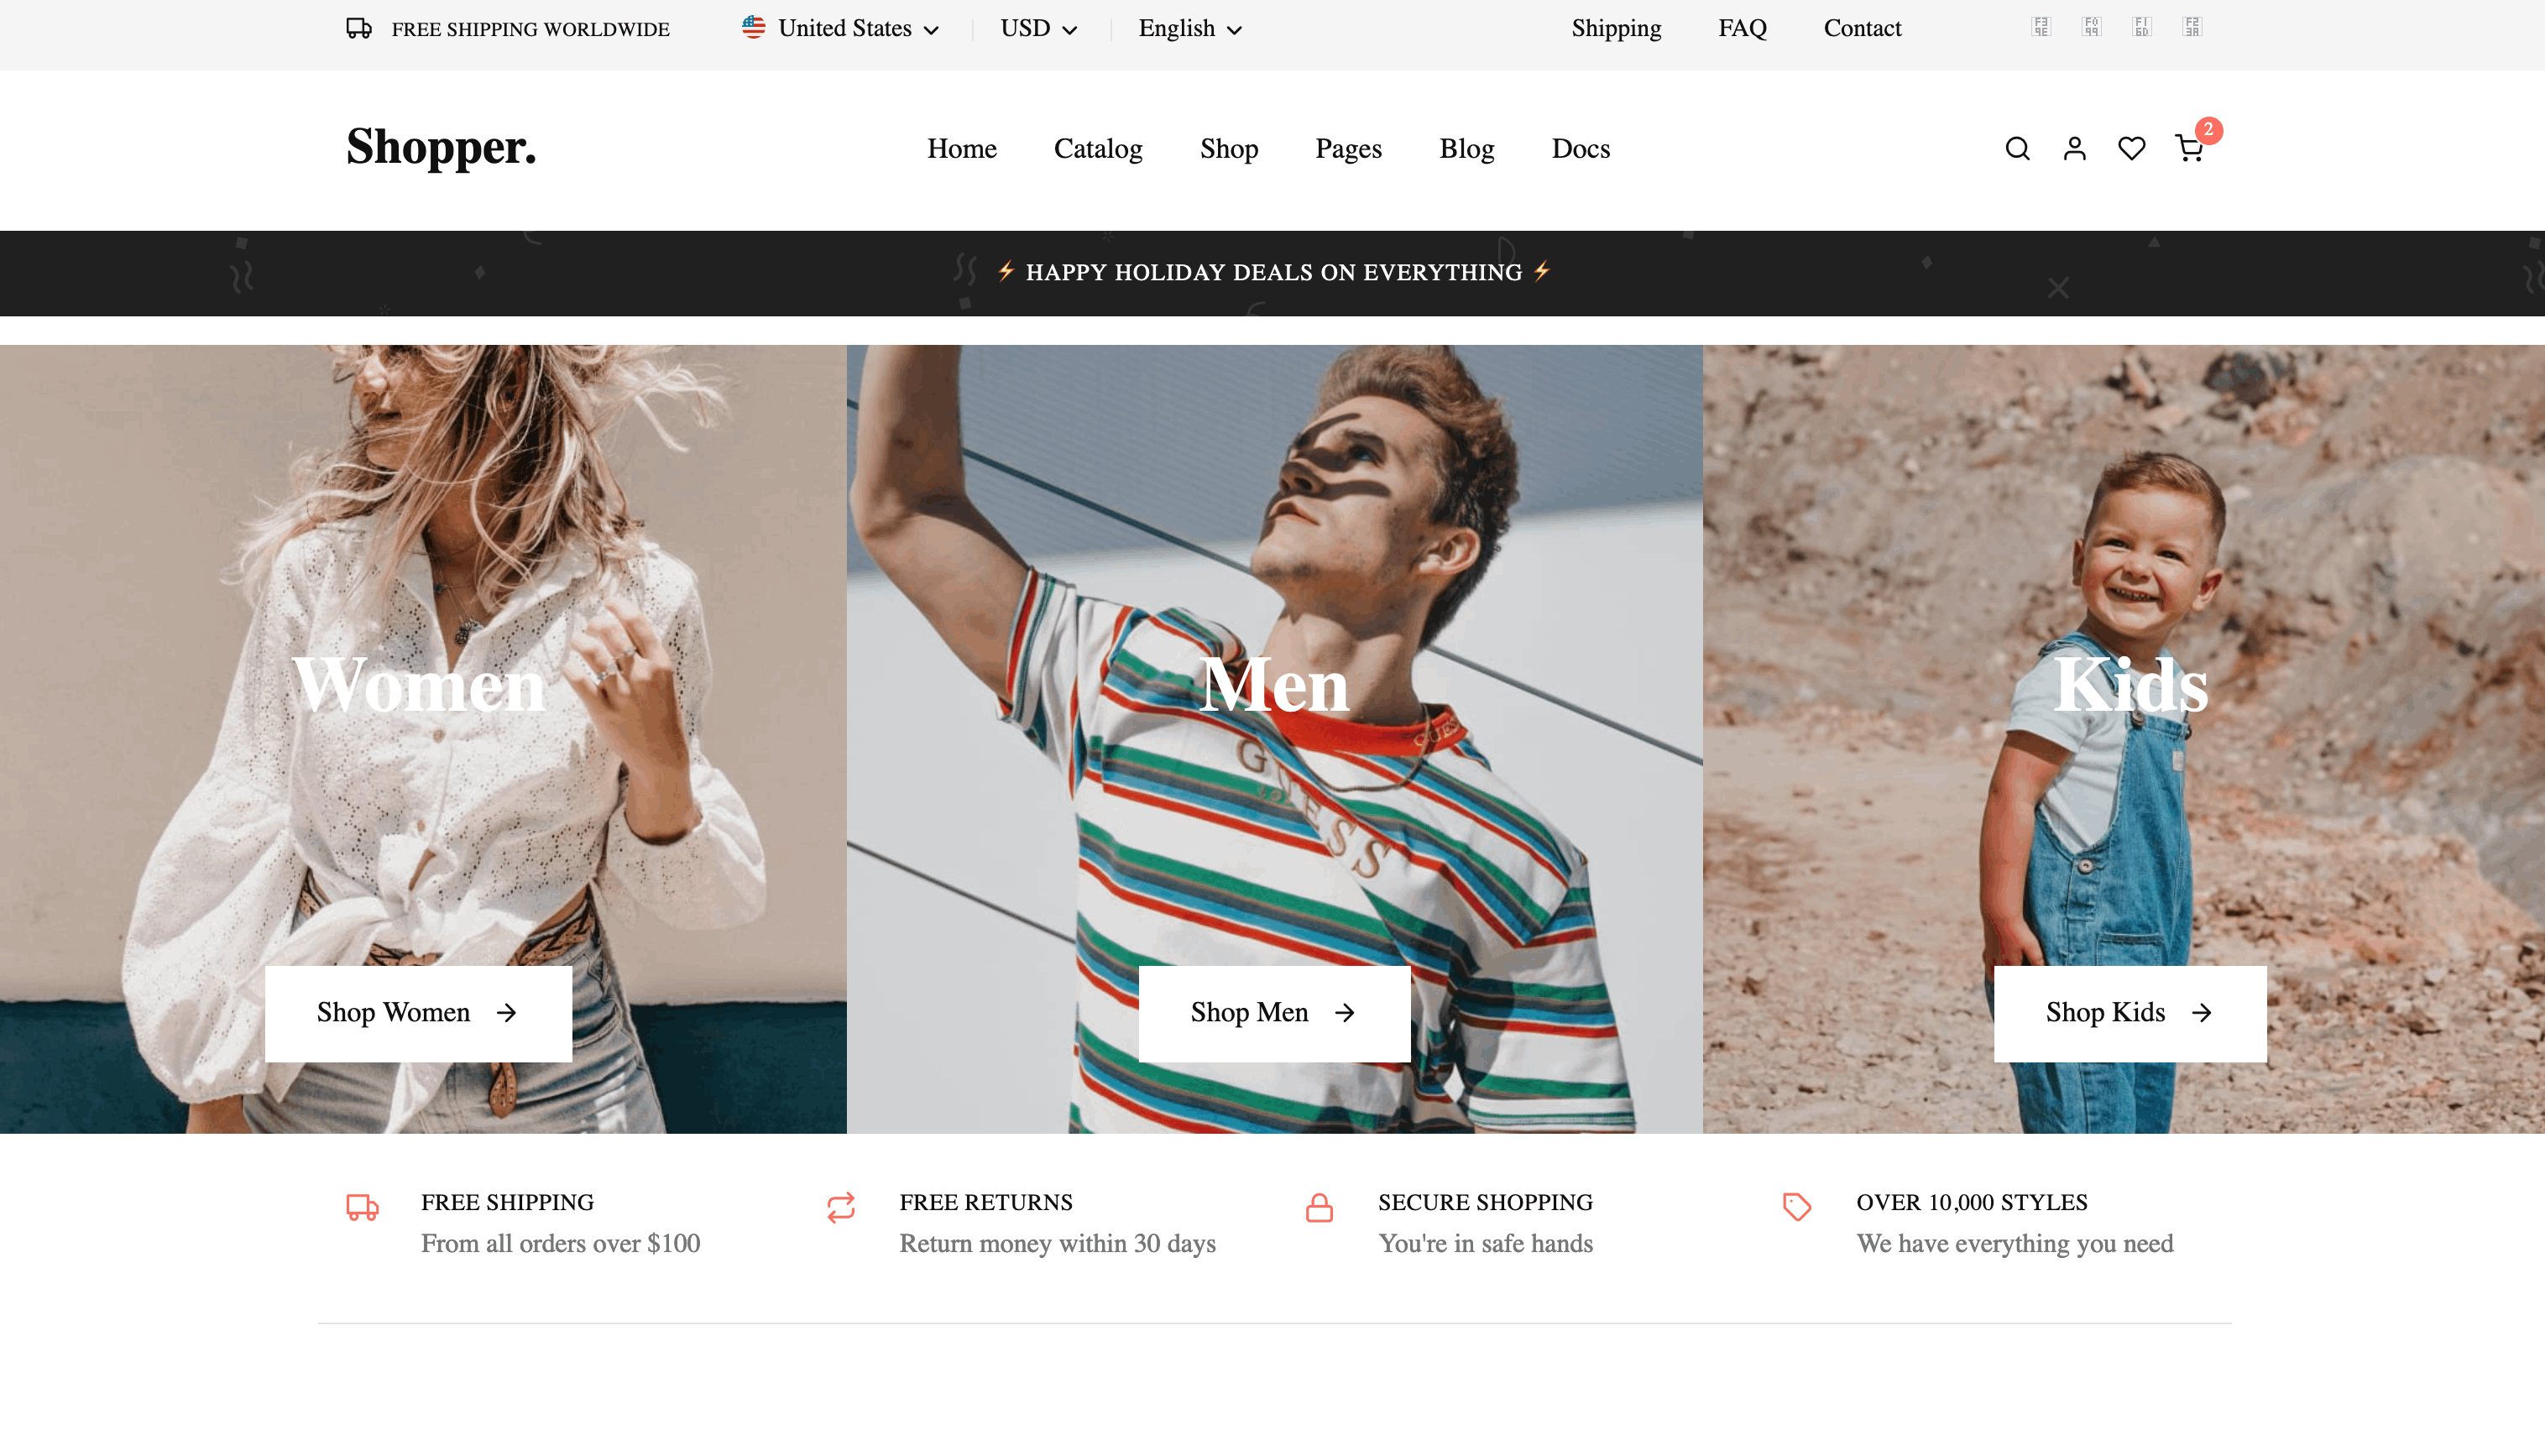 FREE SHIPPING WORLDWIDE
United States
USD
English
Shipping
FAQ
Contact
Shopper.
Home
Catalog
Shop
Pages
Blog
Docs
2
⚡ HAPPY HOLIDAY DEALS ON EVERYTHING ⚡
Women
Men
Kids
GUESS
GUESS
Shop Women →
Shop Men →
Shop Kids →
FREE SHIPPING
From all orders over $100
FREE RETURNS
Return money within 30 days
SECURE SHOPPING
You're in safe hands
OVER 10,000 STYLES
We have everything you need